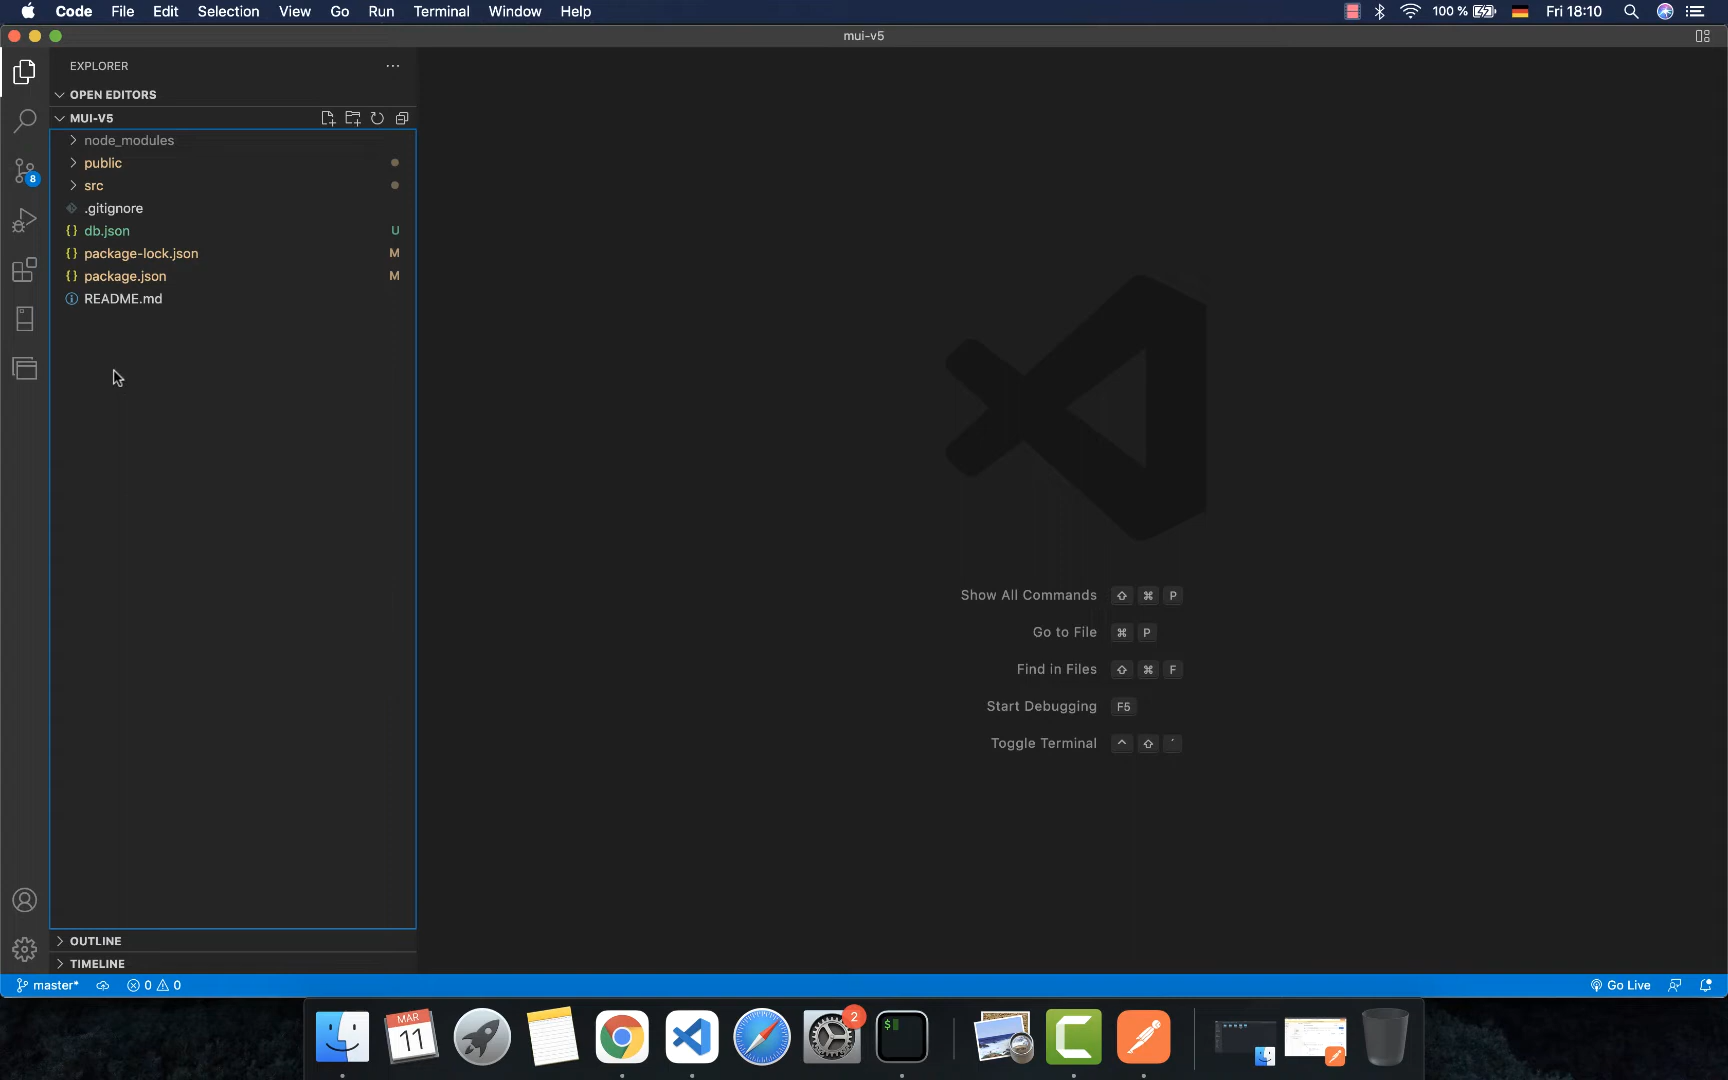 Code File Edit Selection View Go Run Terminal Window Help 100 % Fri 18:10
mui-v5
EXPLORER
OPEN EDITORS
MUI-V5
node_modules
public
src
.gitignore
db.json U
package-lock.json M
package.json M
README.md
8
Show All Commands ⇧ ⌘ P
Go to File ⌘ P
Find in Files ⇧ ⌘ F
Start Debugging F5
Toggle Terminal ^ ⇧ ´
OUTLINE
TIMELINE
master* 0 0 Go Live
MAR
11
2
$